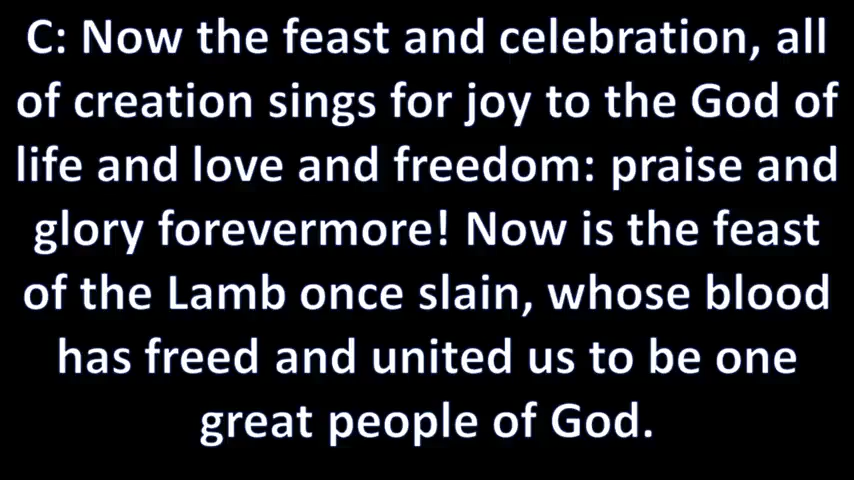 C: Now the feast and celebration, all
of creation sings for joy to the God of
life and love and freedom: praise and
glory forevermore! Now is the feast
of the Lamb once slain, whose blood
has freed and united us to be one
great people of God.